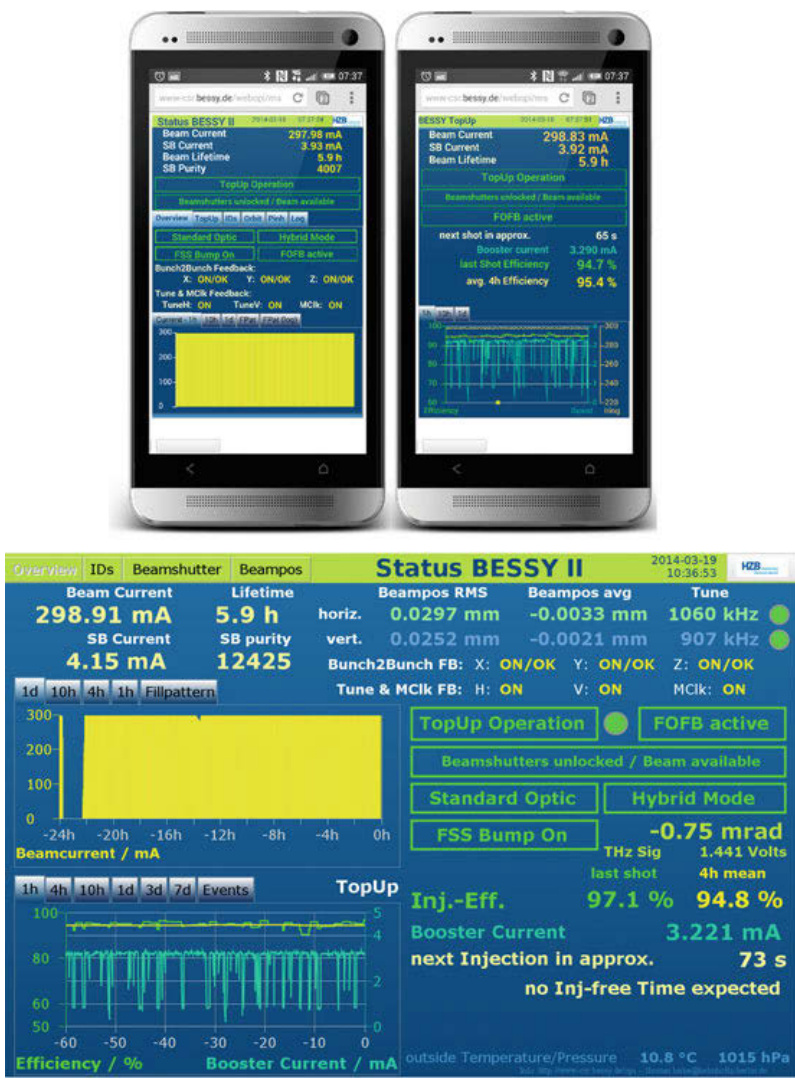 07:37
www-csr.bessy.de/webopi/ms
Status BESSY II 2014-03-19 07:37:24 HZB
Beam Current 297.98 mA
SB Current 3.93 mA
Beam Lifetime 5.9 h
SB Purity 4007
TopUp Operation
Beamshutters unlocked / Beam available
Overview TopUp IDs Orbit Pinh Log
Standard Optic Hybrid Mode
FSS Bump On FOFB active
Bunch2Bunch Feedback:
X: ON/OK Y: ON/OK Z: ON/OK
Tune & MClk Feedback:
TuneH: ON TuneV: ON MClk: ON
Current - 1h 10h 1d FPat
300
200
100
0
07:37
www-csr.bessy.de/webopi/ms
BESSY TopUp HZB
Beam Current 298.83 mA
SB Current 3.92 mA
Beam Lifetime 5.9 h
TopUp Operation
Beamshutters unlocked / Beam available
FOFB active
next shot in approx. 65 s
Booster current 3.290 mA
last Shot Efficiency 94.7 %
avg. 4h Efficiency 95.4 %
1h 10h 1d
100 300
90 280
80 260
70 240
60 220
Efficiency Boost Ring
Overview IDs Beamshutter Beampos Status BESSY II 2014-03-19 10:36:53 HZB
Beam Current Lifetime Beampos RMS Beampos avg Tune
298.91 mA 5.9 h horiz. 0.0297 mm -0.0033 mm 1060 kHz
SB Current SB purity vert. 0.0252 mm -0.0021 mm 907 kHz
4.15 mA 12425 Bunch2Bunch FB: X: ON/OK Y: ON/OK Z: ON/OK
1d 10h 4h 1h Fillpattern Tune & MClk FB: H: ON V: ON MClk: ON
300
200
100
0
-24h -20h -16h -12h -8h -4h 0h
Beamcurrent / mA
TopUp Operation FOFB active
Beamshutters unlocked / Beam available
Standard Optic Hybrid Mode
FSS Bump On -0.75 mrad
THz Sig 1.441 Volts
1h 4h 10h 1d 3d 7d Events TopUp
100 5
4
80
2
60
50 0
-60 -50 -40 -30 -20 -10 0
Efficiency / % Booster Current / mA
last shot 4h mean
Inj.-Eff. 97.1 % 94.8 %
Booster Current 3.221 mA
next Injection in approx. 73 s
no Inj-free Time expected
outside Temperature/Pressure 10.8 °C 1015 hPa